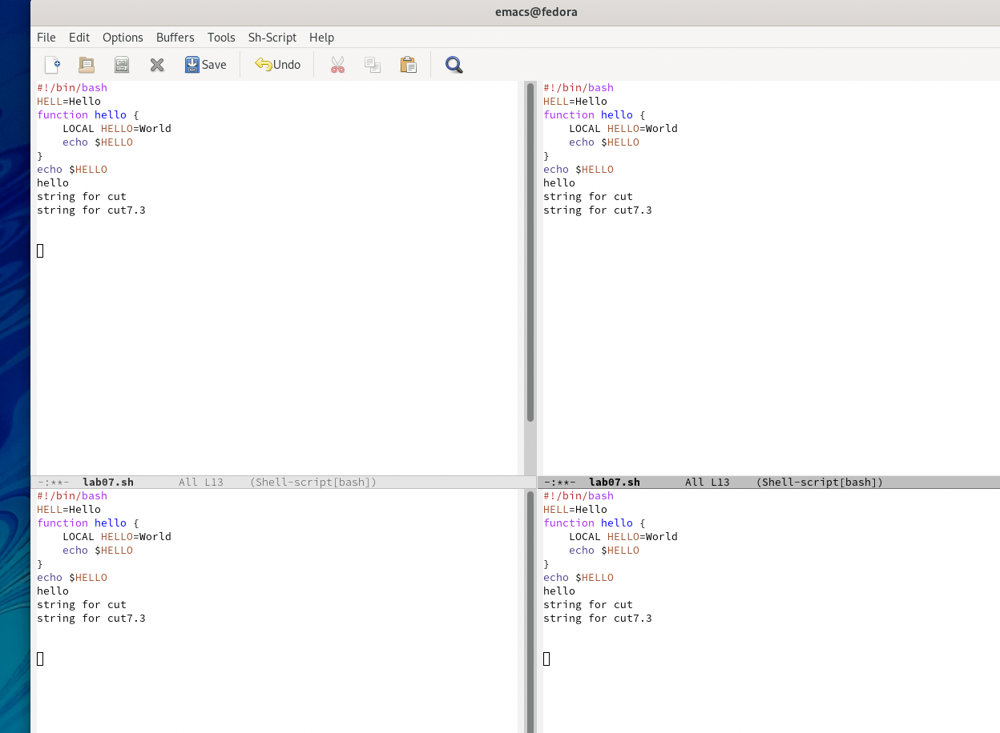 emacs@fedora
File Edit Options Buffers Tools Sh-Script Help
Save Undo
#!/bin/bash
HELL=Hello
function hello {
    LOCAL HELLO=World
    echo $HELLO
}
echo $HELLO
hello
string for cut
string for cut7.3
-:**- lab07.sh All L13 (Shell-script[bash])
#!/bin/bash
HELL=Hello
function hello {
    LOCAL HELLO=World
    echo $HELLO
}
echo $HELLO
hello
string for cut
string for cut7.3
-:**- lab07.sh All L13 (Shell-script[bash])
#!/bin/bash
HELL=Hello
function hello {
    LOCAL HELLO=World
    echo $HELLO
}
echo $HELLO
hello
string for cut
string for cut7.3
#!/bin/bash
HELL=Hello
function hello {
    LOCAL HELLO=World
    echo $HELLO
}
echo $HELLO
hello
string for cut
string for cut7.3